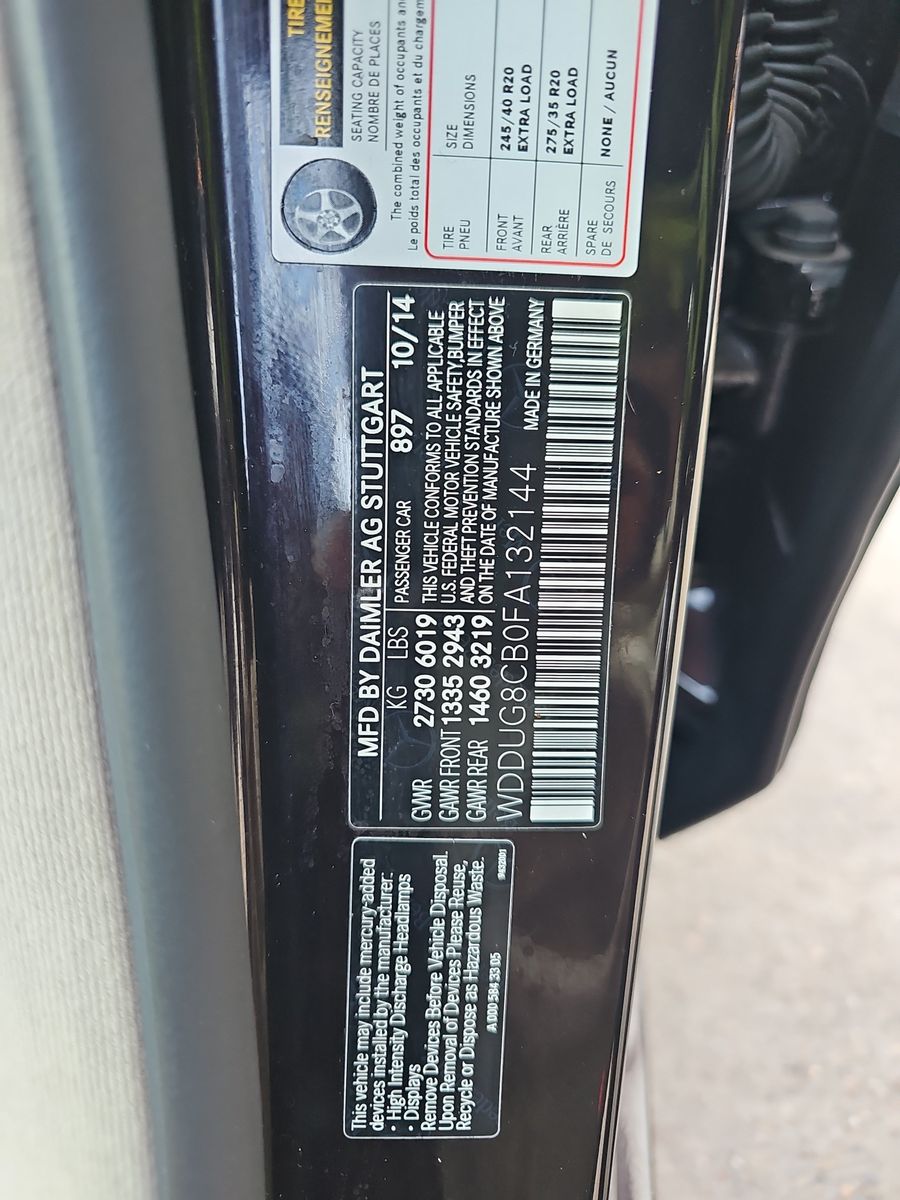 This vehicle may include mercury-added
devices installed by the manufacturer:
• High Intensity Discharge Headlamps
• Displays
Remove Devices Before Vehicle Disposal.
Upon Removal of Devices Please Reuse,
Recycle or Dispose as Hazardous Waste.
A 000 584 33 05
MFD BY DAIMLER AG STUTTGART
KG LBS
PASSENGER CAR 897 10/14
GVWR 2730 6019
GAWR FRONT 1335 2943
GAWR REAR 1460 3219
THIS VEHICLE CONFORMS TO ALL APPLICABLE
U.S. FEDERAL MOTOR VEHICLE SAFETY, BUMPER
AND THEFT PREVENTION STANDARDS IN EFFECT
ON THE DATE OF MANUFACTURE SHOWN ABOVE
WDDUG8CB0FA132144
MADE IN GERMANY
TIRE
RENSEIGNEMEN
SEATING CAPACITY
NOMBRE DE PLACES
The combined weight of occupants an
Le poids total des occupants et du chargem
TIRE SIZE
PNEU DIMENSIONS
FRONT 245/40 R20
AVANT EXTRA LOAD
REAR 275/35 R20
ARRIÈRE EXTRA LOAD
SPARE NONE / AUCUN
DE SECOURS